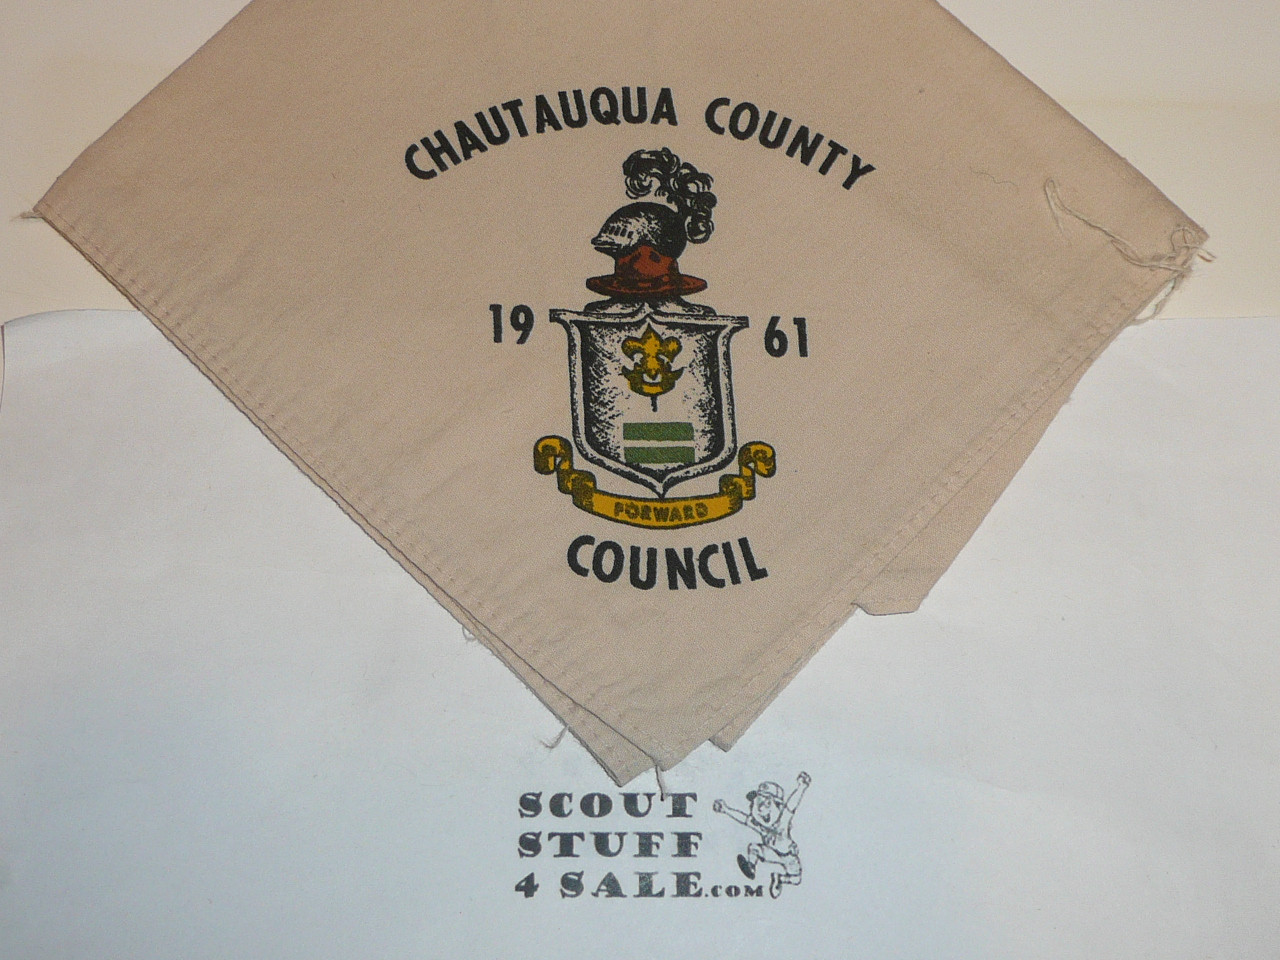 CHAUTAUQUA COUNTY
19 61
FORWARD
COUNCIL
SCOUT
STUFF
4 SALE.COM